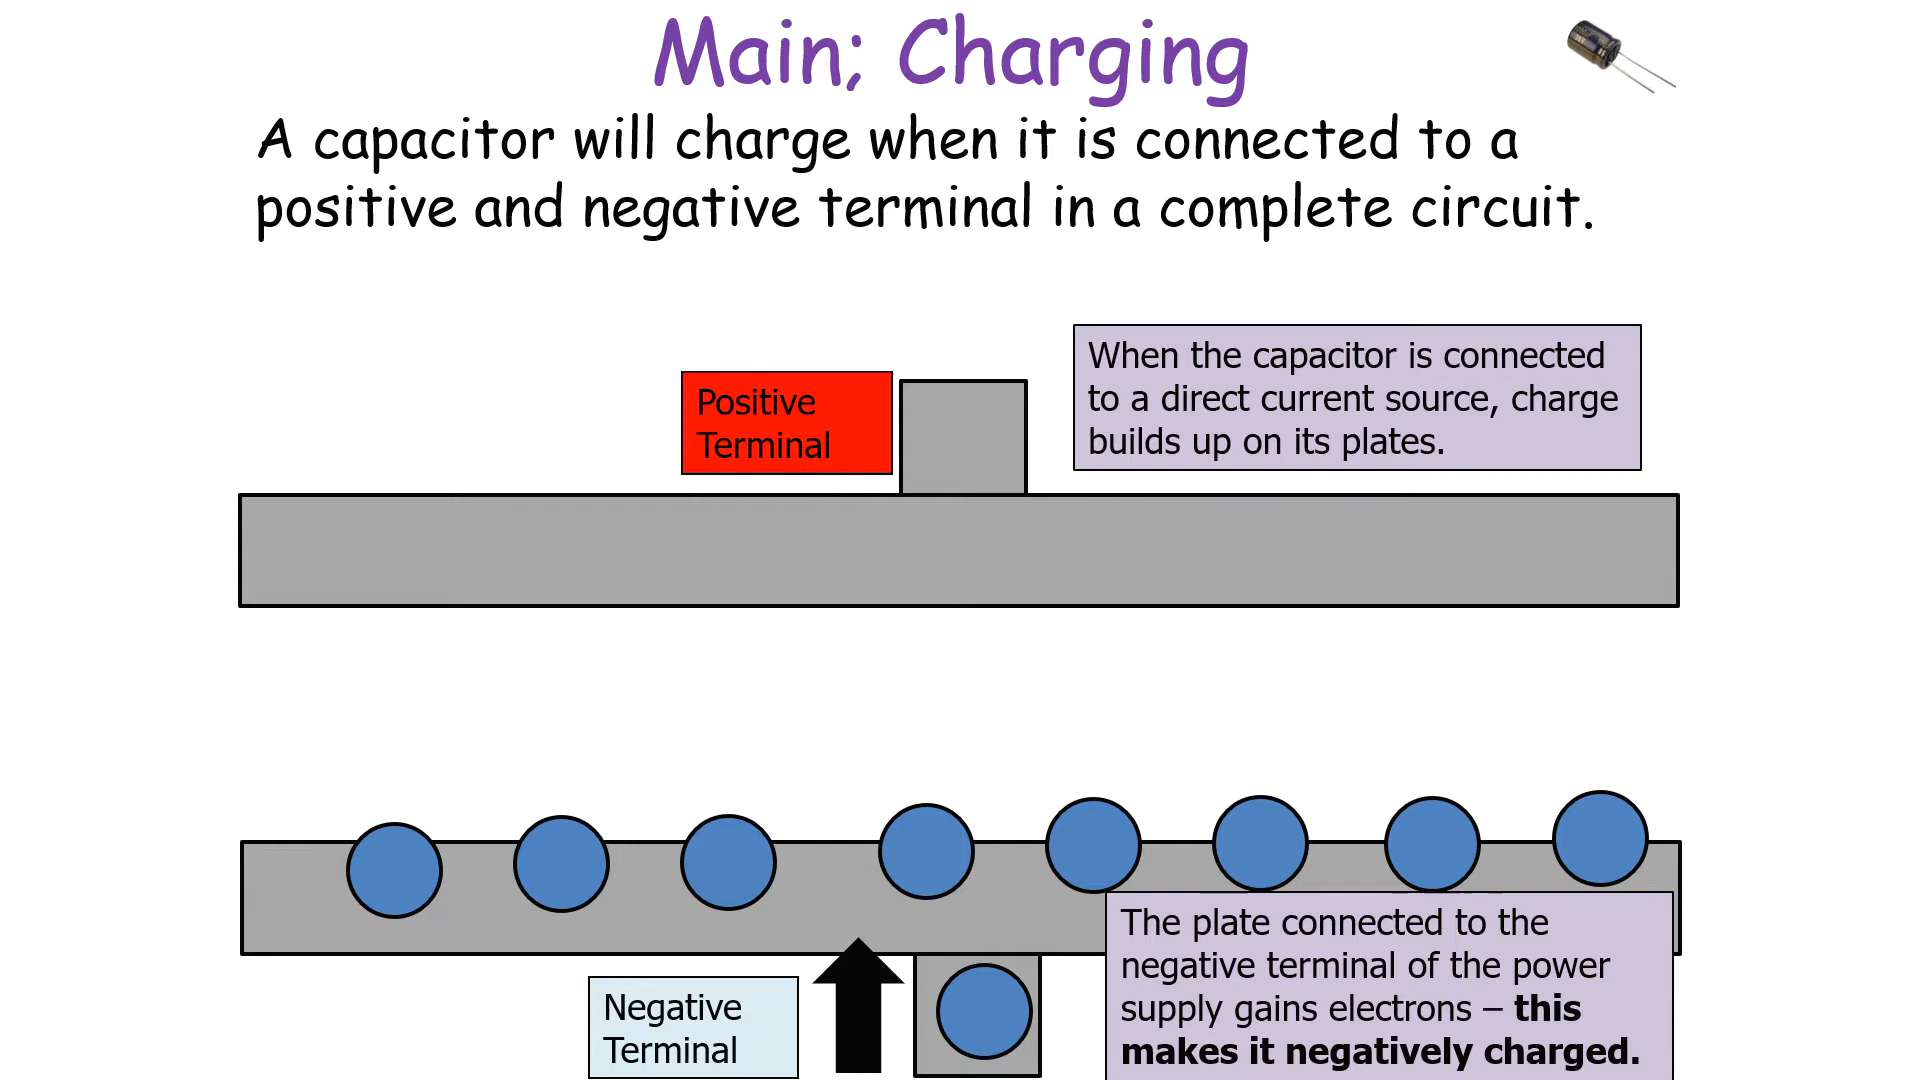 Main; Charging
A capacitor will charge when it is connected to a
positive and negative terminal in a complete circuit.
When the capacitor is connected
to a direct current source, charge
builds up on its plates.
Positive
Terminal
The plate connected to the
negative terminal of the power
supply gains electrons – this
makes it negatively charged.
Negative
Terminal